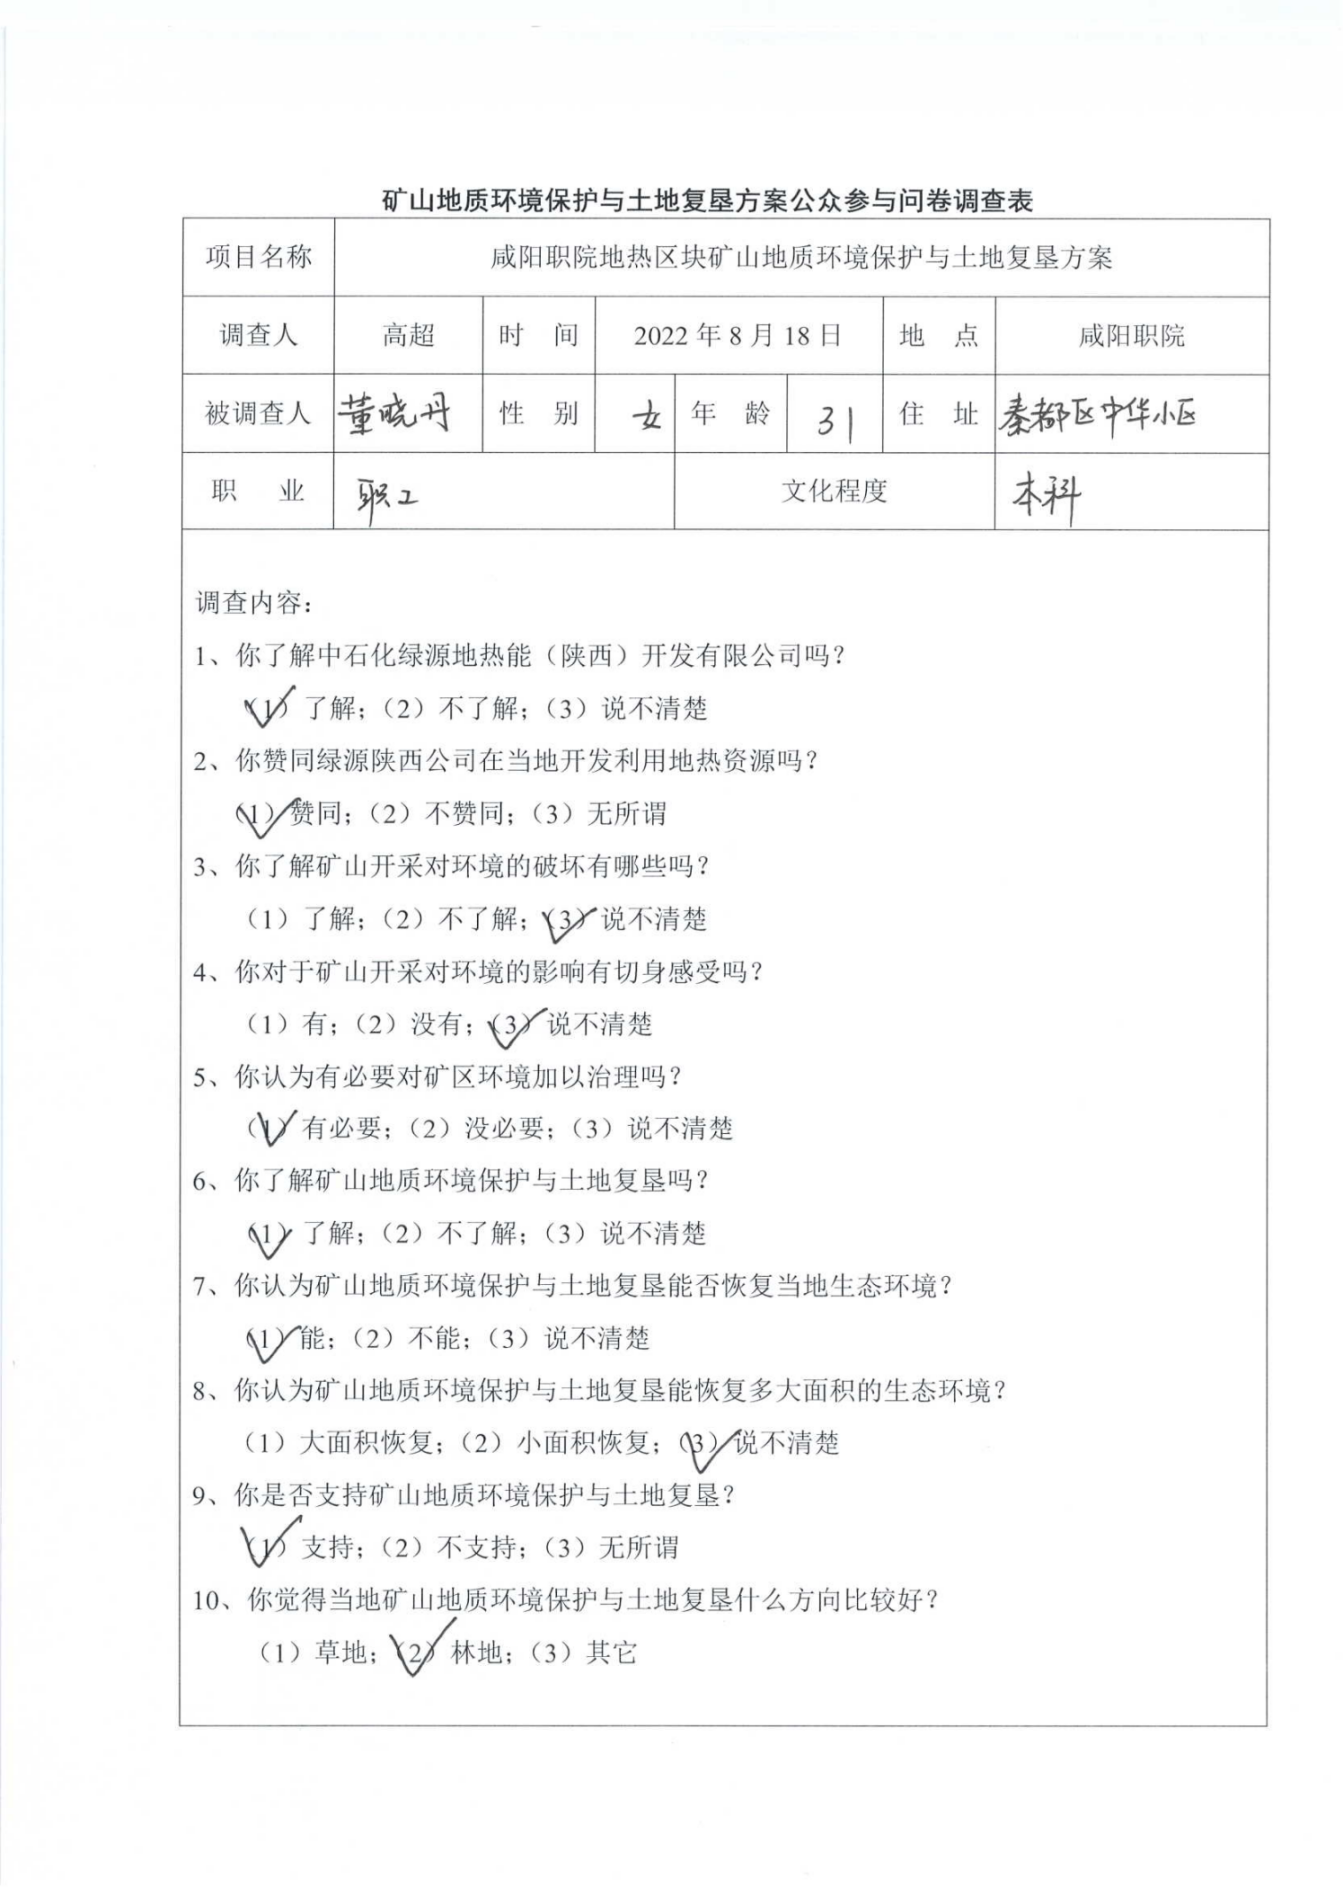 矿山地质环境保护与土地复垦方案公众参与问卷调查表
项目名称 咸阳职院地热区块矿山地质环境保护与土地复垦方案
调查人 高超 时 间 2022 年 8 月 18 日 地 点 咸阳职院
被调查人 董晓丹 性 别 女 年 龄 31 住 址 秦都区中华小区
职 业 职工 文化程度 本科
调查内容：
1、你了解中石化绿源地热能（陕西）开发有限公司吗？
（1）了解；（2）不了解；（3）说不清楚
2、你赞同绿源陕西公司在当地开发利用地热资源吗？
（1）赞同；（2）不赞同；（3）无所谓
3、你了解矿山开采对环境的破坏有哪些吗？
（1）了解；（2）不了解；（3）说不清楚
4、你对于矿山开采对环境的影响有切身感受吗？
（1）有；（2）没有；（3）说不清楚
5、你认为有必要对矿区环境加以治理吗？
（1）有必要；（2）没必要；（3）说不清楚
6、你了解矿山地质环境保护与土地复垦吗？
（1）了解；（2）不了解；（3）说不清楚
7、你认为矿山地质环境保护与土地复垦能否恢复当地生态环境？
（1）能；（2）不能；（3）说不清楚
8、你认为矿山地质环境保护与土地复垦能恢复多大面积的生态环境？
（1）大面积恢复；（2）小面积恢复；（3）说不清楚
9、你是否支持矿山地质环境保护与土地复垦？
（1）支持；（2）不支持；（3）无所谓
10、你觉得当地矿山地质环境保护与土地复垦什么方向比较好？
（1）草地；（2）林地；（3）其它